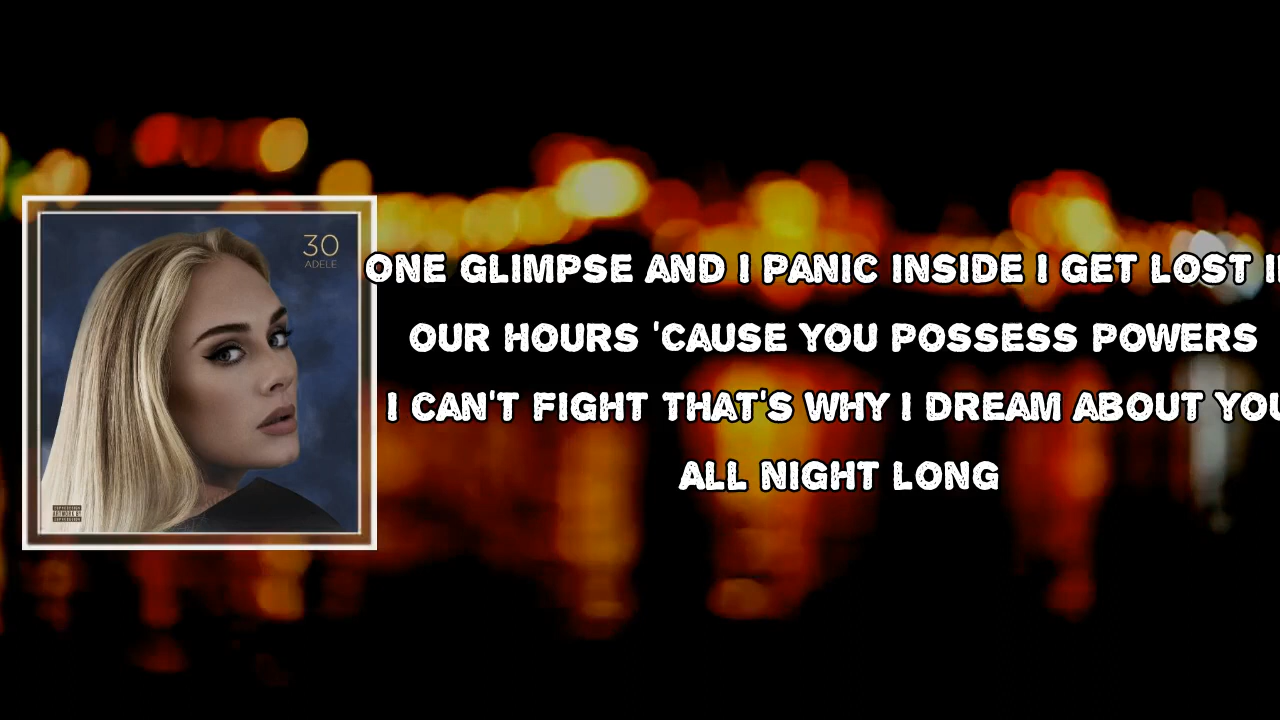 30
ADELE
ONE GLIMPSE AND I PANIC INSIDE I GET LOST
OUR HOURS 'CAUSE YOU POSSESS POWERS
I CAN'T FIGHT THAT'S WHY I DREAM ABOUT YOU
ALL NIGHT LONG